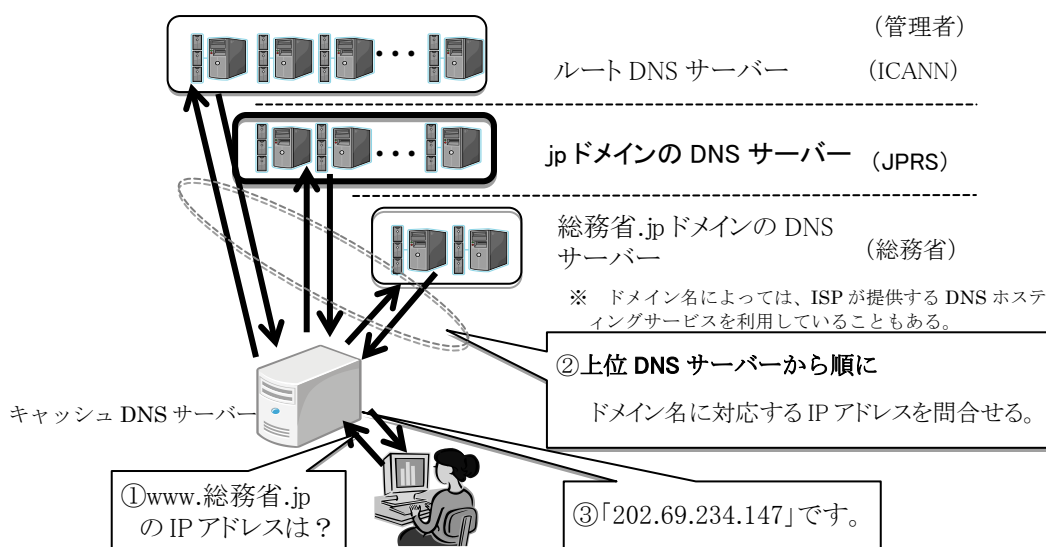 （管理者）
ルート DNS サーバー （ICANN）
jp ドメインの DNS サーバー （JPRS）
総務省.jp ドメインの DNS
サーバー （総務省）
※ ドメイン名によっては、ISP が提供する DNS ホステ
ィングサービスを利用していることもある。
②上位 DNS サーバーから順に
ドメイン名に対応する IP アドレスを問合せる。
キャッシュ DNS サーバー
①www.総務省.jp
の IP アドレスは？
③「202.69.234.147」です。